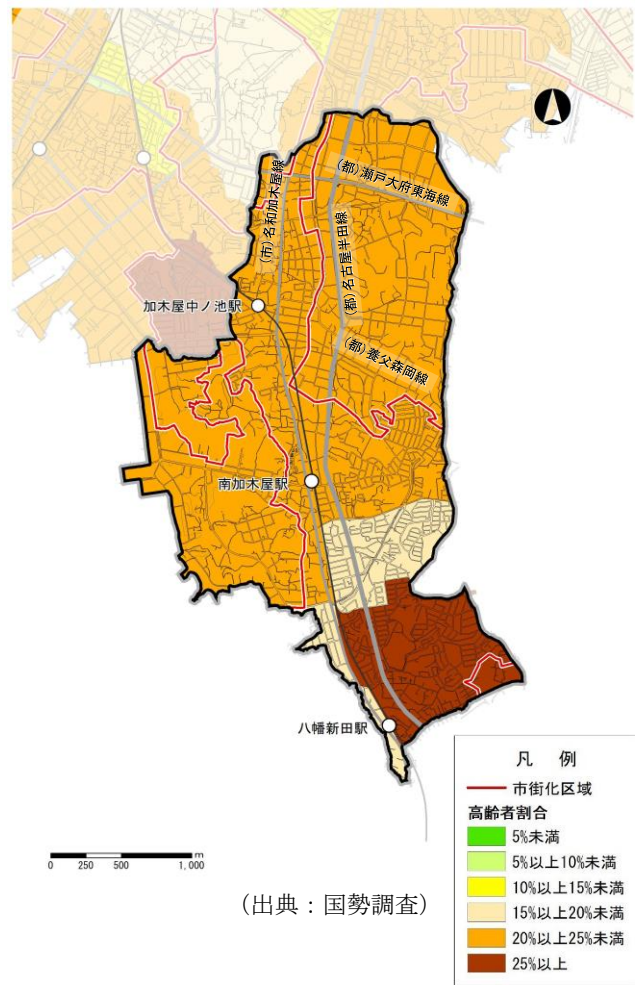 (都)瀬戸大府東海線
(市)名和加木屋線
(都)名古屋半田線
加木屋中ノ池駅
(都)養父森岡線
南加木屋駅
八幡新田駅
凡 例
市街化区域
高齢者割合
5%未満
5%以上10%未満
10%以上15%未満
15%以上20%未満
20%以上25%未満
25%以上
m
0 250 500 1,000
(出典:国勢調査)